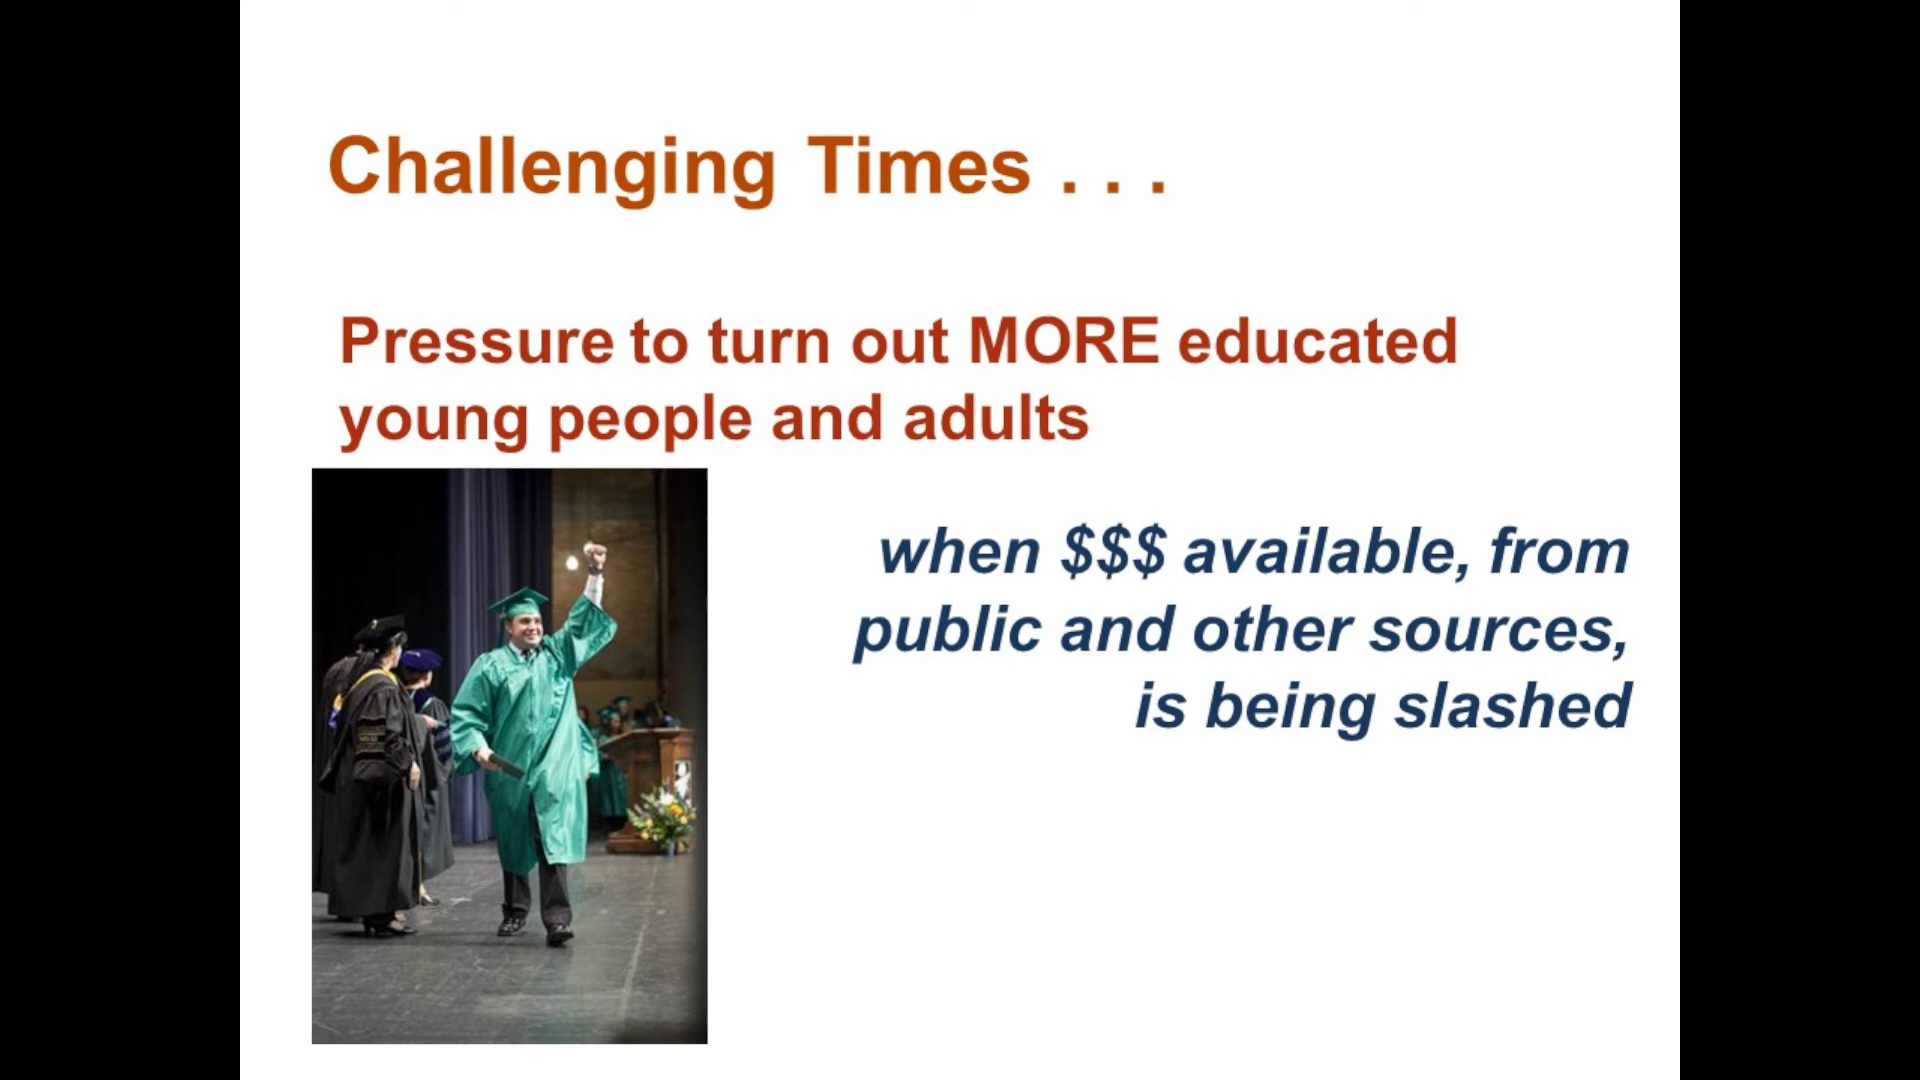 Challenging Times . . .
Pressure to turn out MORE educated
young people and adults
when $$$ available, from
public and other sources,
is being slashed